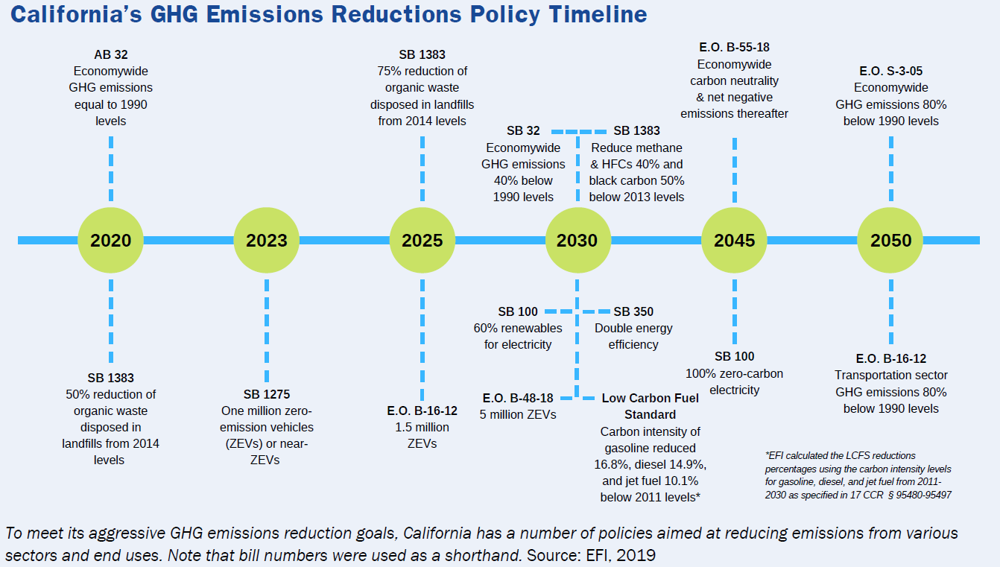 California's GHG Emissions Reductions Policy Timeline
AB 32
Economywide
GHG emissions
equal to 1990
levels
SB 1383
75% reduction of
organic waste
disposed in landfills
from 2014 levels
SB 32
Economywide
GHG emissions
40% below
1990 levels
SB 1383
Reduce methane
& HFCs 40% and
black carbon 50%
below 2013 levels
E.O. B-55-18
Economywide
carbon neutrality
& net negative
emissions thereafter
E.O. S-3-05
Economywide
GHG emissions 80%
below 1990 levels
2020
2023
2025
2030
2045
2050
SB 1383
50% reduction of
organic waste
disposed in
landfills from 2014
levels
SB 1275
One million zero-
emission vehicles
(ZEVs) or near-
ZEVs
E.O. B-16-12
1.5 million
ZEVs
SB 100
60% renewables
for electricity
SB 350
Double energy
efficiency
E.O. B-48-18
5 million ZEVs
Low Carbon Fuel
Standard
Carbon intensity of
gasoline reduced
16.8%, diesel 14.9%,
and jet fuel 10.1%
below 2011 levels*
SB 100
100% zero-carbon
electricity
E.O. B-16-12
Transportation sector
GHG emissions 80%
below 1990 levels
*EFI calculated the LCFS reductions
percentages using the carbon intensity levels
for gasoline, diesel, and jet fuel from 2011-
2030 as specified in 17 CCR § 95480-95497
To meet its aggressive GHG emissions reduction goals, California has a number of policies aimed at reducing emissions from various
sectors and end uses. Note that bill numbers were used as a shorthand. Source: EFI, 2019